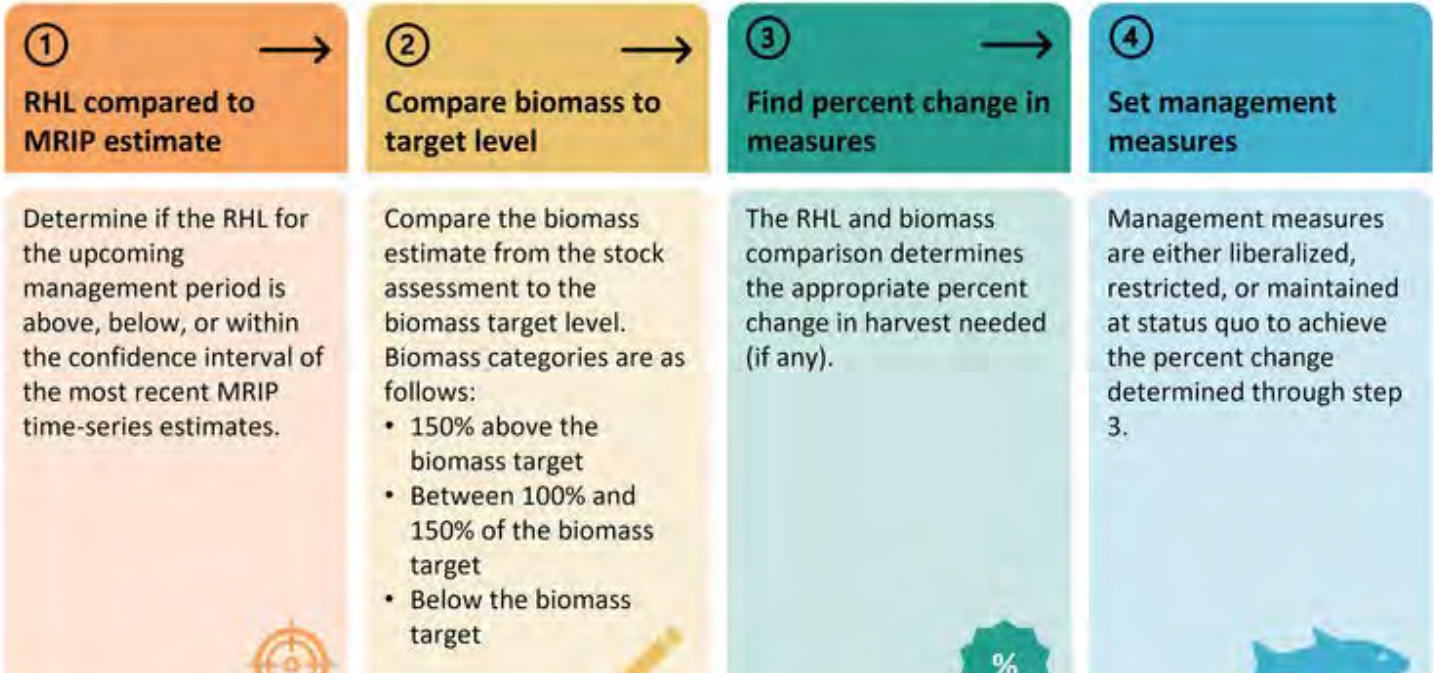 1
RHL compared to
MRIP estimate
Determine if the RHL for
the upcoming
management period is
above, below, or within
the confidence interval of
the most recent MRIP
time-series estimates.
2
Compare biomass to
target level
Compare the biomass
estimate from the stock
assessment to the
biomass target level.
Biomass categories are as
follows:
• 150% above the
biomass target
• Between 100% and
150% of the biomass
target
• Below the biomass
target
3
Find percent change in
measures
The RHL and biomass
comparison determines
the appropriate percent
change in harvest needed
(if any).
%
4
Set management
measures
Management measures
are either liberalized,
restricted, or maintained
at status quo to achieve
the percent change
determined through step
3.